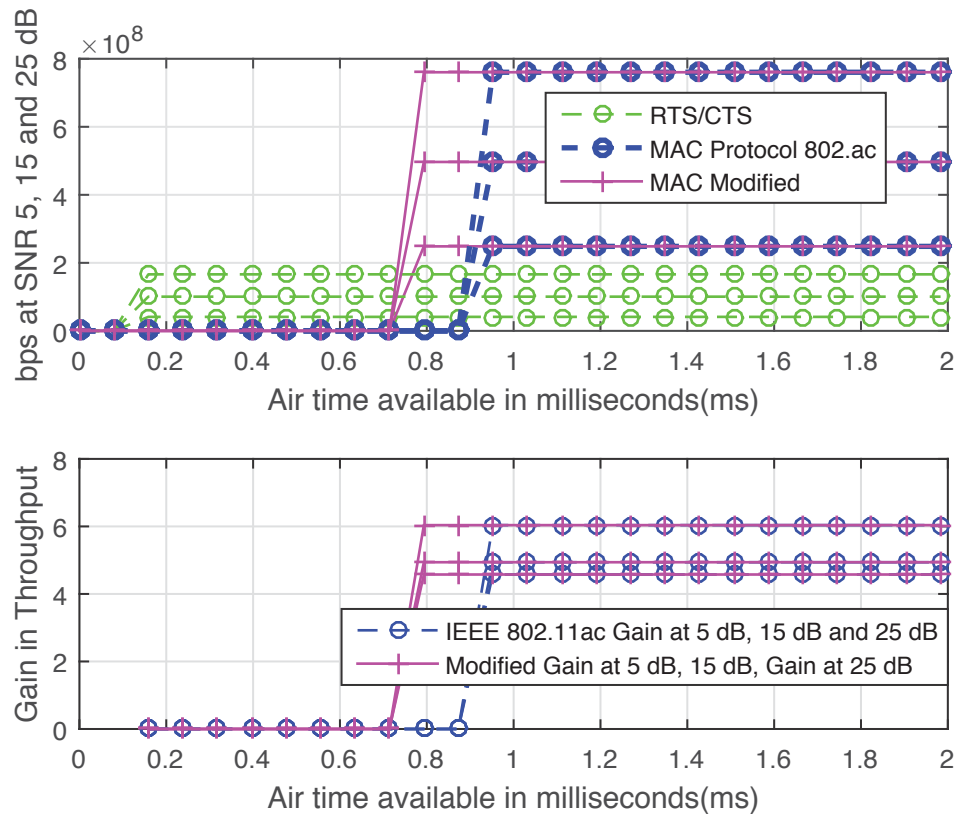 ×10^8
bps at SNR 5, 15 and 25 dB
8
6
4
2
0
RTS/CTS
MAC Protocol 802.ac
MAC Modified
0 0.2 0.4 0.6 0.8 1 1.2 1.4 1.6 1.8 2
Air time available in milliseconds(ms)
Gain in Throughput
8
6
4
2
0
IEEE 802.11ac Gain at 5 dB, 15 dB and 25 dB
Modified Gain at 5 dB, 15 dB, Gain at 25 dB
0 0.2 0.4 0.6 0.8 1 1.2 1.4 1.6 1.8 2
Air time available in milliseconds(ms)